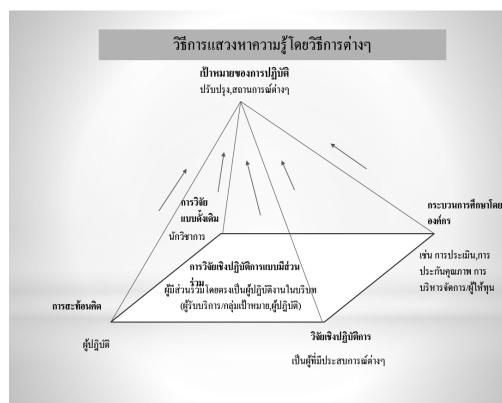 วิธีการแสวงหาความรู้โดยวิธีการต่างๆ
เป้าหมายของการปฏิบัติ
ปรับปรุง,สถานการณ์ต่างๆ
การวิจัย
แบบดั้งเดิม
นักวิชาการ
กระบวนการศึกษาโดย
องค์กร
เช่น การประเมิน,การ
ประกันคุณภาพ การ
บริหารจัดการ/ผู้ให้ทุน
การวิจัยเชิงปฏิบัติการแบบมีส่วน
ร่วม
ผู้มีส่วนร่วมโดยตรงเป็นผู้ปฏิบัติงานในบริบท
(ผู้รับบริการ/กลุ่มเป้าหมาย,ผู้ปฏิบัติ)
การสะท้อนคิด
ผู้ปฏิบัติ
วิจัยเชิงปฏิบัติการ
เป็นผู้ที่มีประสบการณ์ต่างๆ